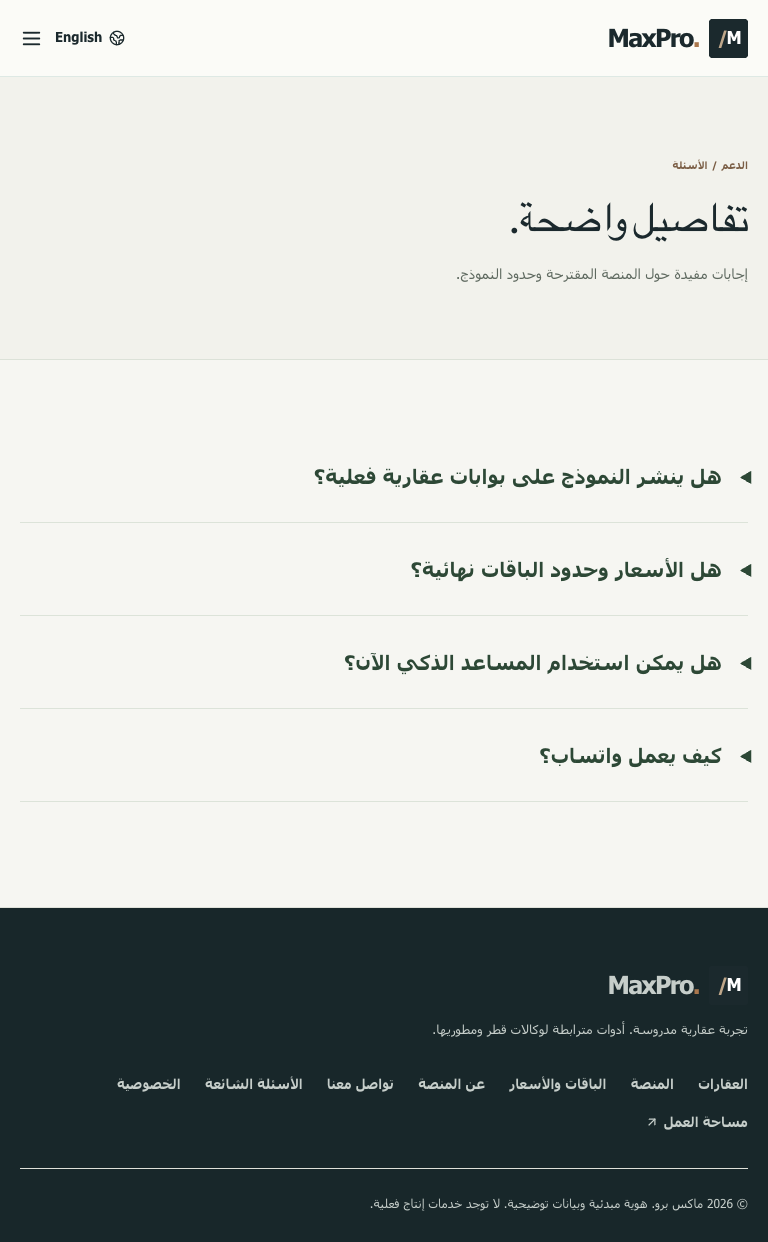 M/ MaxPro.
English
الدعم / الأسئلة
تفاصيل واضحة.
إجابات مفيدة حول المنصة المقترحة وحدود النموذج.
هل ينشر النموذج على بوابات عقارية فعلية؟
هل الأسعار وحدود الباقات نهائية؟
هل يمكن استخدام المساعد الذكي الآن؟
كيف يعمل واتساب؟
M/ MaxPro.
تجربة عقارية مدروسة. أدوات مترابطة لوكالات قطر ومطوريها.
العقارات المنصة الباقات والأسعار عن المنصة تواصل معنا الأسئلة الشائعة الخصوصية
مساحة العمل
© 2026 ماكس برو. هوية مبدئية وبيانات توضيحية. لا توجد خدمات إنتاج فعلية.